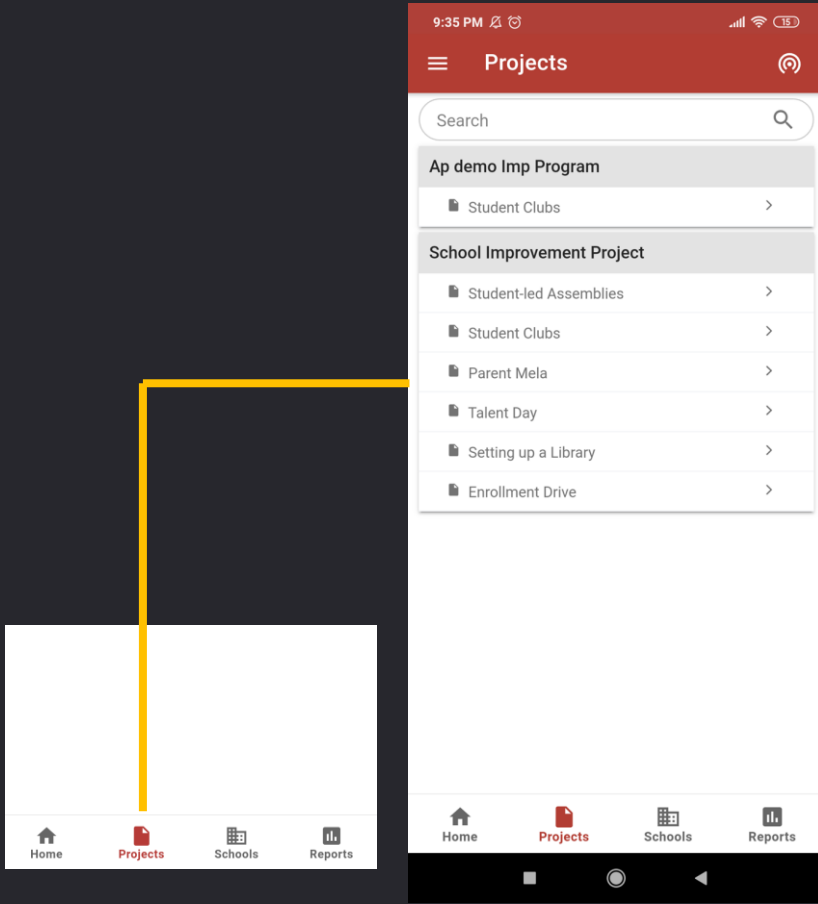 9:35 PM
15
Projects
Search
Ap demo Imp Program
Student Clubs
School Improvement Project
Student-led Assemblies
Student Clubs
Parent Mela
Talent Day
Setting up a Library
Enrollment Drive
Home Projects Schools Reports
Home Projects Schools Reports